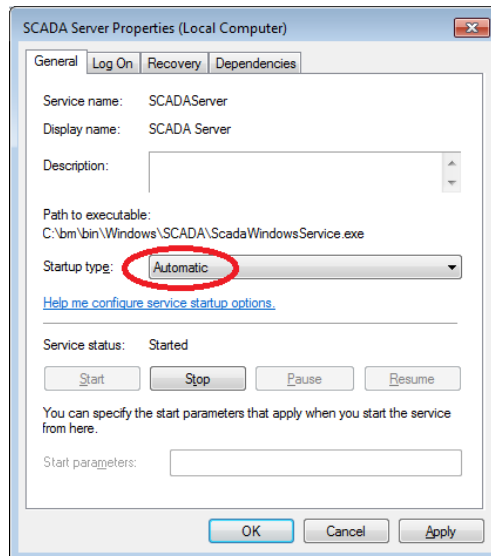 SCADA Server Properties (Local Computer)
General Log On Recovery Dependencies
Service name: SCADAServer
Display name: SCADA Server
Description:
Path to executable:
C:\bm\bin\Windows\SCADA\ScadaWindowsService.exe
Startup type: Automatic
Help me configure service startup options.
Service status: Started
Start Stop Pause Resume
You can specify the start parameters that apply when you start the service
from here.
Start parameters:
OK Cancel Apply